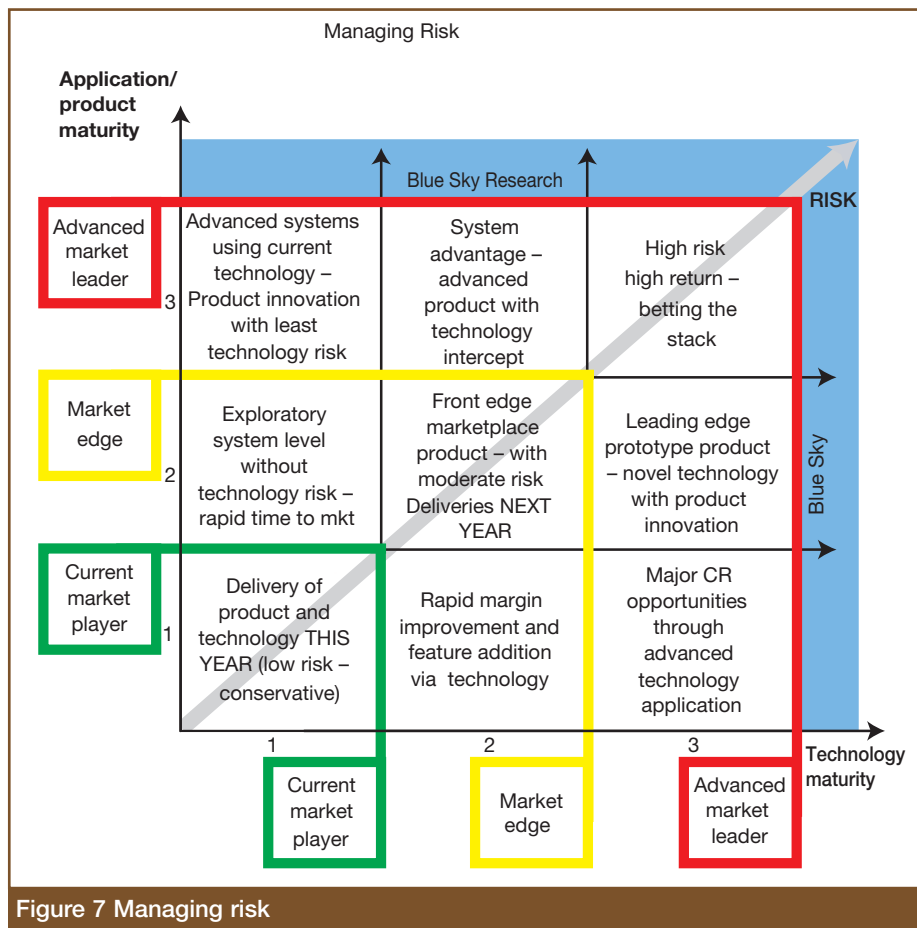 Managing Risk
Application/
product
maturity
Blue Sky Research
RISK
Advanced
market
leader
3
Advanced systems
using current
technology –
Product innovation
with least
technology risk
System
advantage –
advanced
product with
technology
intercept
High risk
high return –
betting the
stack
Market
edge
2
Exploratory
system level
without
technology risk –
rapid time to mkt
Front edge
marketplace
product – with
moderate risk
Deliveries NEXT
YEAR
Leading edge
prototype product
– novel technology
with product
innovation
Blue Sky
Current
market
player
1
Delivery of
product and
technology THIS
YEAR (low risk –
conservative)
Rapid margin
improvement and
feature addition
via technology
Major CR
opportunities
through
advanced
technology
application
1
2
3
Technology
maturity
Current
market
player
Market
edge
Advanced
market
leader
Figure 7 Managing risk